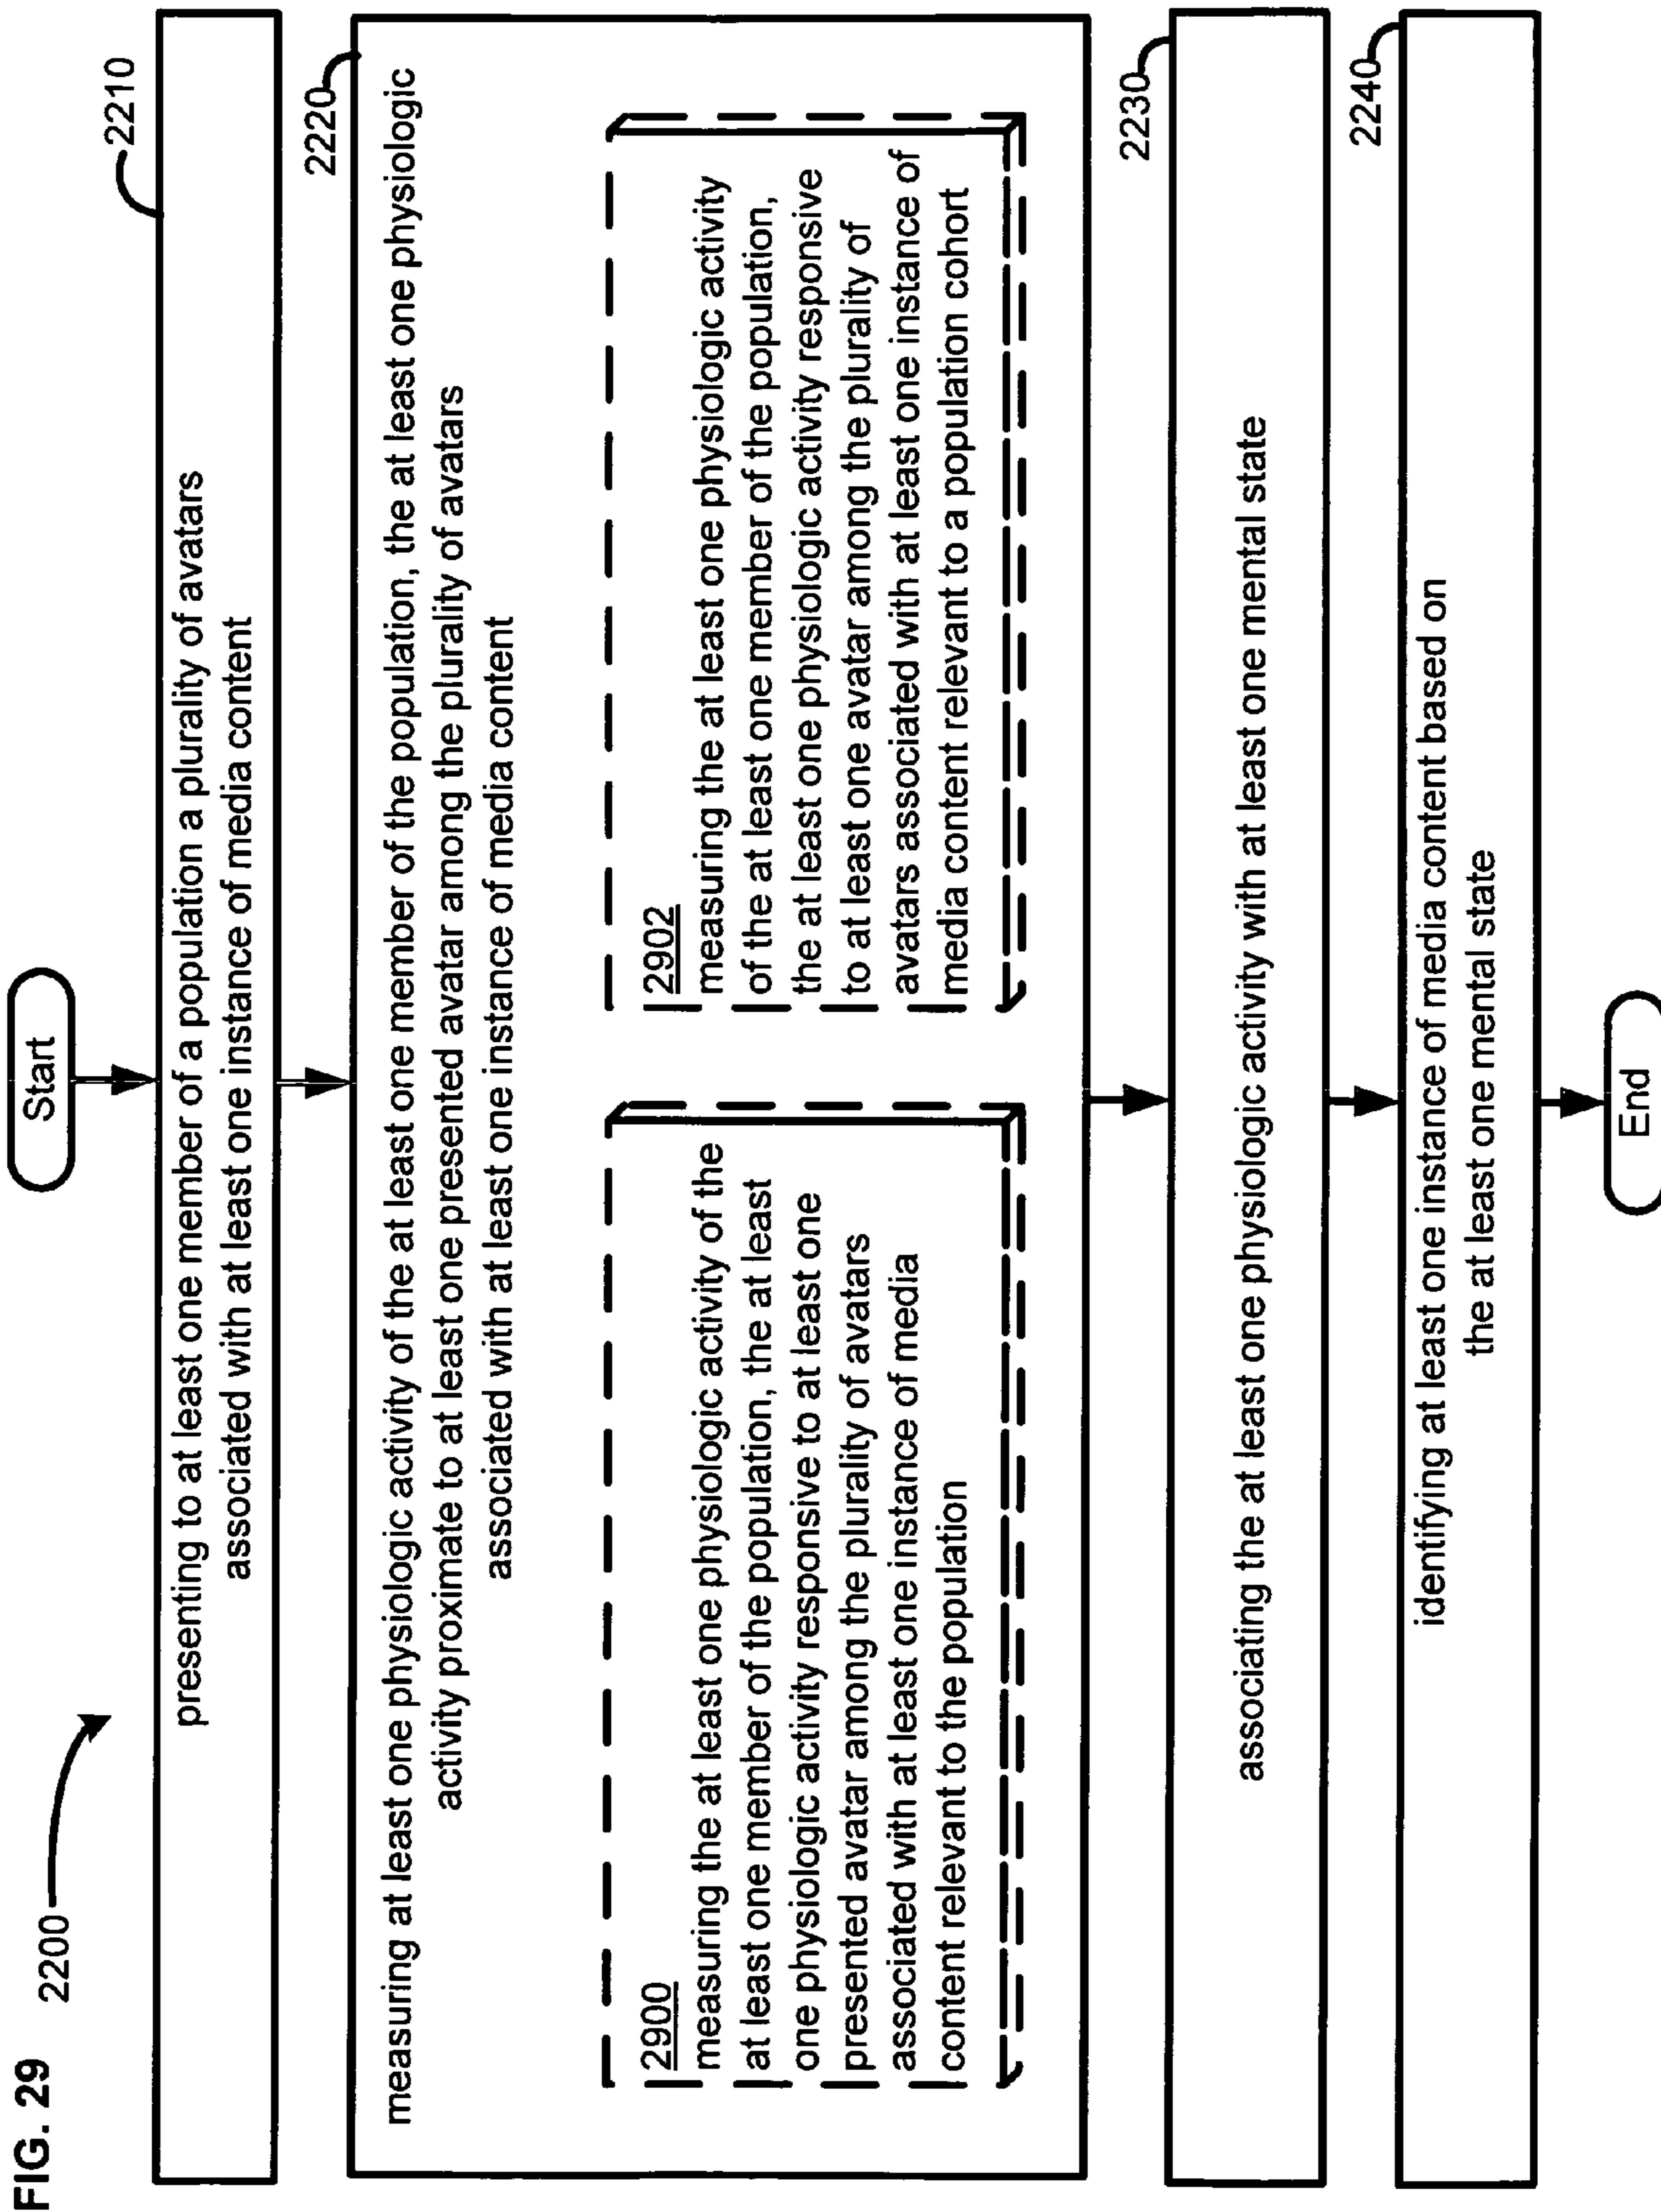 FIG. 29
2200
Start
2210
presenting to at least one member of a population a plurality of avatars
associated with at least one instance of media content
2220
measuring at least one physiologic activity of the at least one member of the population, the at least one physiologic
activity proximate to at least one presented avatar among the plurality of avatars
associated with at least one instance of media content
2900
measuring the at least one physiologic activity of the
at least one member of the population, the at least
one physiologic activity responsive to at least one
presented avatar among the plurality of avatars
associated with at least one instance of media
content relevant to the population
2902
measuring the at least one physiologic activity
of the at least one member of the population,
the at least one physiologic activity responsive
to at least one avatar among the plurality of
avatars associated with at least one instance of
media content relevant to a population cohort
2230
associating the at least one physiologic activity with at least one mental state
2240
identifying at least one instance of media content based on
the at least one mental state
End